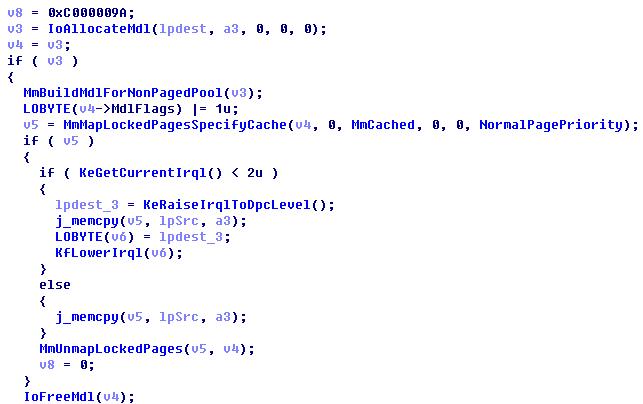 v8 = 0xC000009A;
v3 = IoAllocateMdl(lpdest, a3, 0, 0, 0);
v4 = v3;
if ( v3 )
{
  MmBuildMdlForNonPagedPool(v3);
  LOBYTE(v4->MdlFlags) |= 1u;
  v5 = MmMapLockedPagesSpecifyCache(v4, 0, MmCached, 0, 0, NormalPagePriority);
  if ( v5 )
  {
    if ( KeGetCurrentIrql() < 2u )
    {
      lpdest_3 = KeRaiseIrqlToDpcLevel();
      j_memcpy(v5, lpSrc, a3);
      LOBYTE(v6) = lpdest_3;
      KfLowerIrql(v6);
    }
    else
    {
      j_memcpy(v5, lpSrc, a3);
    }
    MmUnmapLockedPages(v5, v4);
    v8 = 0;
  }
  IoFreeMdl(v4);